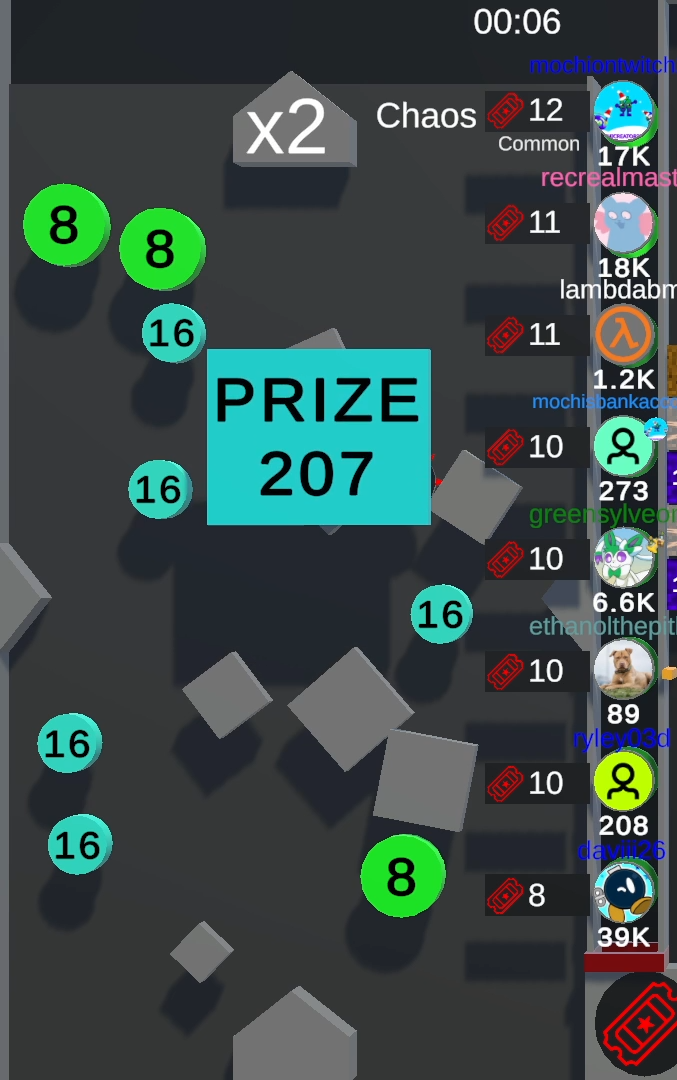 00:06
mochiontwitch
x2
Chaos
12
Common
17K
recrealmast
8
8
11
18K
lambdabm
16
11
1.2K
PRIZE
207
mochisbankacco
10
273
16
greensylveon
10
6.6K
16
ethanolthepit
10
89
16
ryley03d
10
208
16
8
daviii26
8
39K